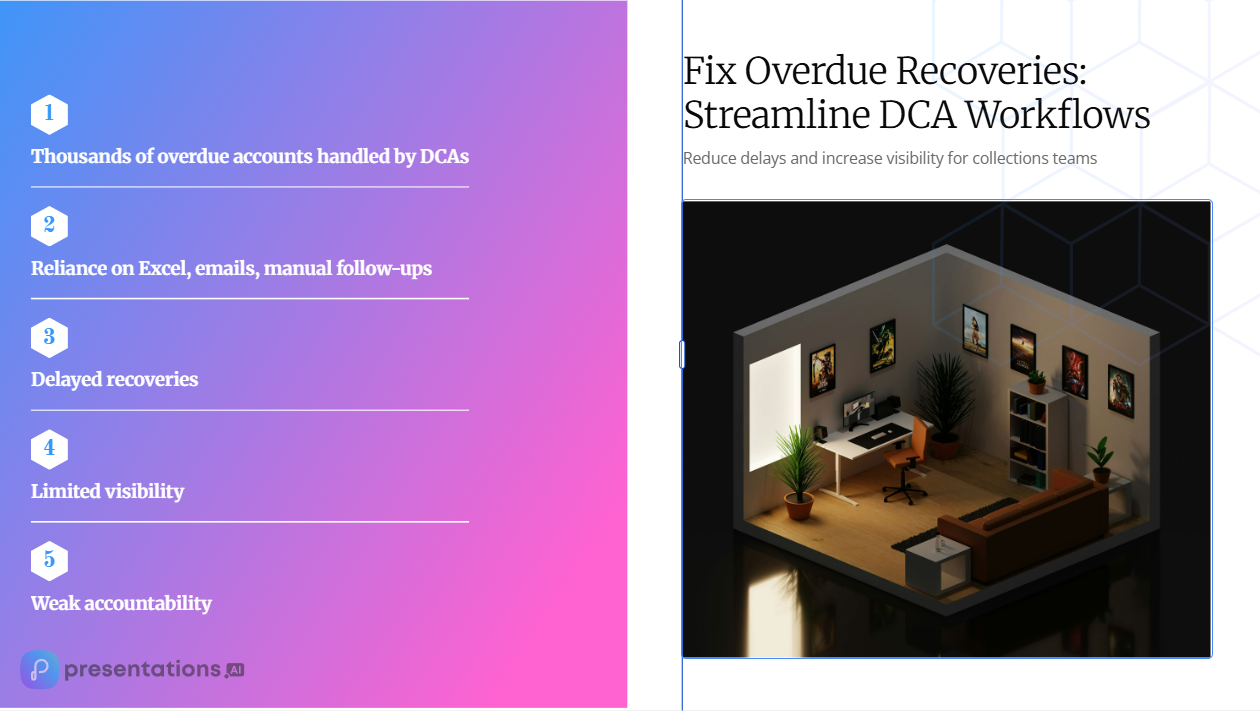 1
Thousands of overdue accounts handled by DCAs
2
Reliance on Excel, emails, manual follow-ups
3
Delayed recoveries
4
Limited visibility
5
Weak accountability
presentations.AI
Fix Overdue Recoveries:
Streamline DCA Workflows
Reduce delays and increase visibility for collections teams